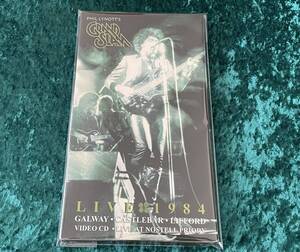 PHIL LYNOTT'S
GRAND
SLAM
LIVE 1984
GALWAY • CASTLEBAR • LIFFORD
VIDEO CD • LIVE AT NOSTELL PRIORY